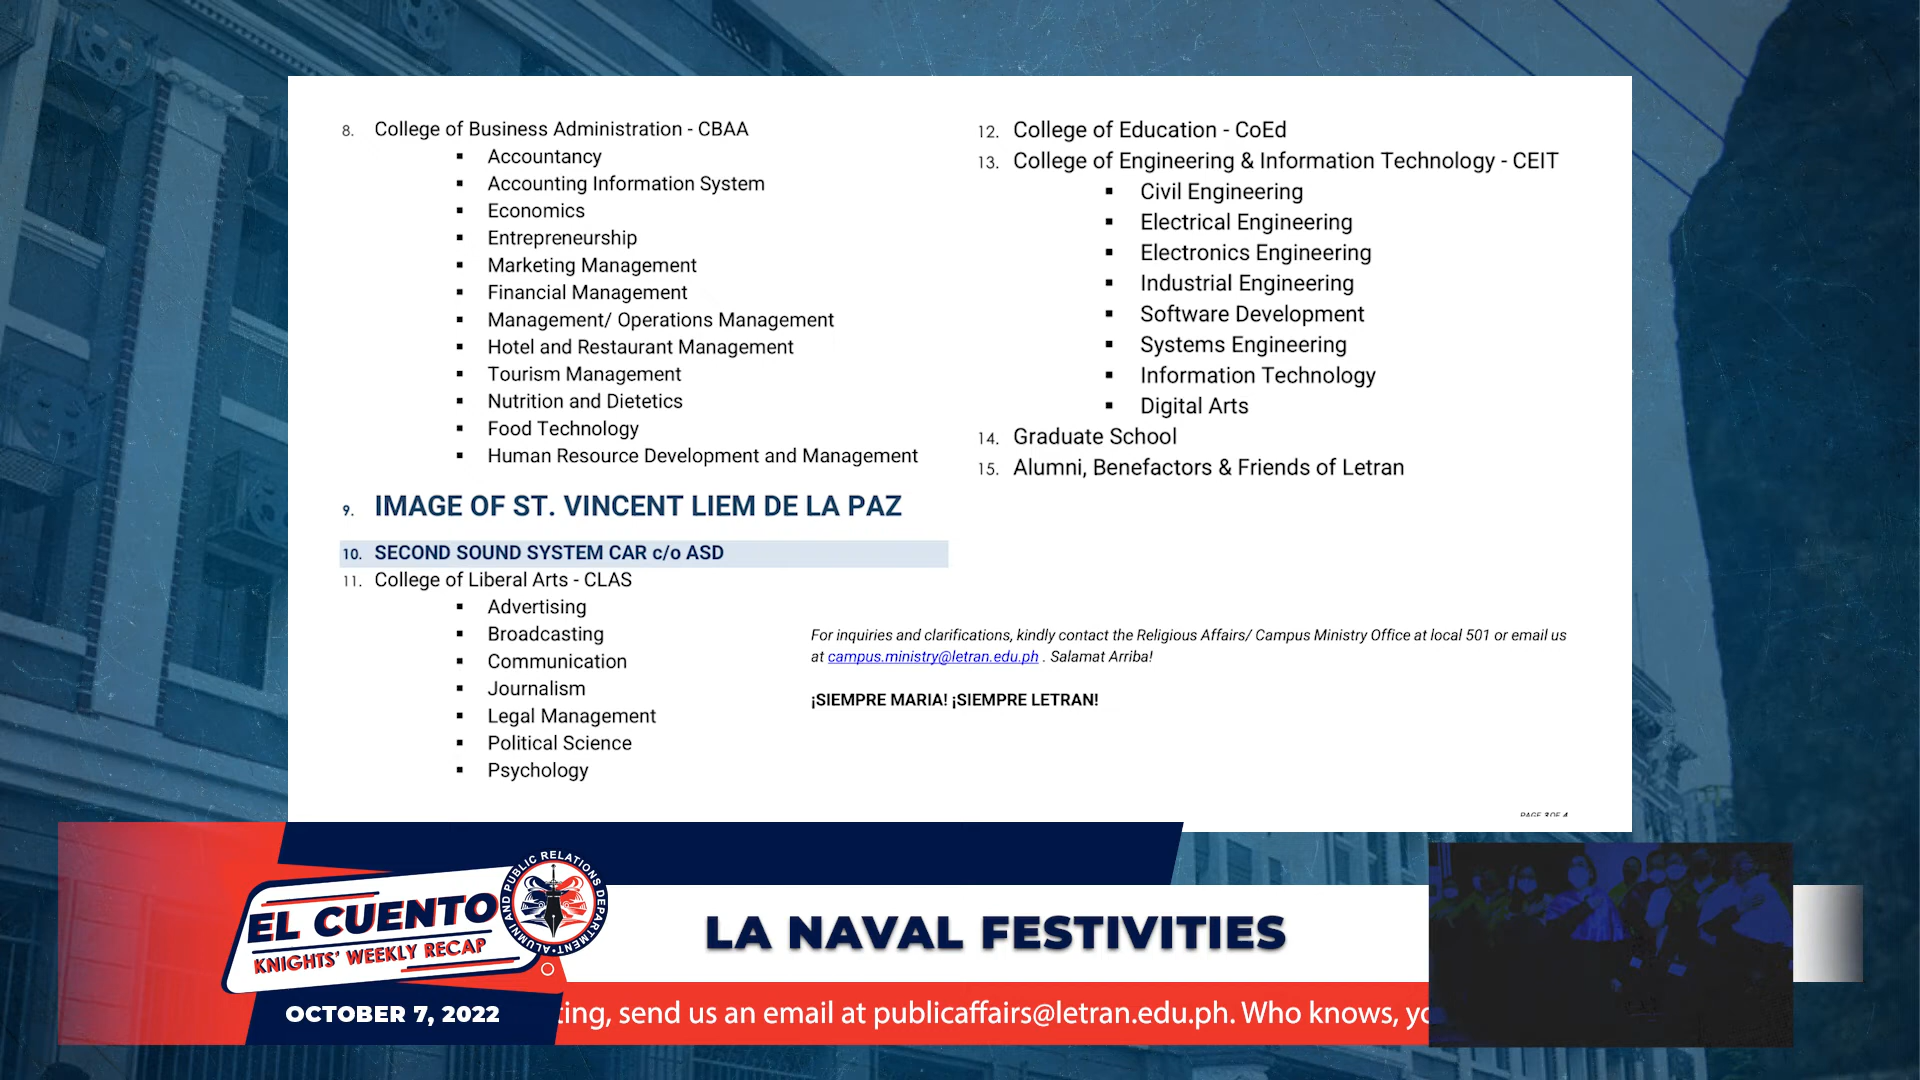 8. College of Business Administration - CBAA
▪ Accountancy
▪ Accounting Information System
▪ Economics
▪ Entrepreneurship
▪ Marketing Management
▪ Financial Management
▪ Management/ Operations Management
▪ Hotel and Restaurant Management
▪ Tourism Management
▪ Nutrition and Dietetics
▪ Food Technology
▪ Human Resource Development and Management
9. IMAGE OF ST. VINCENT LIEM DE LA PAZ
10. SECOND SOUND SYSTEM CAR c/o ASD
11. College of Liberal Arts - CLAS
▪ Advertising
▪ Broadcasting
▪ Communication
▪ Journalism
▪ Legal Management
▪ Political Science
▪ Psychology
12. College of Education - CoEd
13. College of Engineering & Information Technology - CEIT
▪ Civil Engineering
▪ Electrical Engineering
▪ Electronics Engineering
▪ Industrial Engineering
▪ Software Development
▪ Systems Engineering
▪ Information Technology
▪ Digital Arts
14. Graduate School
15. Alumni, Benefactors & Friends of Letran
For inquiries and clarifications, kindly contact the Religious Affairs/ Campus Ministry Office at local 501 or email us
at campus.ministry@letran.edu.ph . Salamat Arriba!
¡SIEMPRE MARIA! ¡SIEMPRE LETRAN!
PAGE 3 OF 4
EL CUENTO
KNIGHTS' WEEKLY RECAP
ALUMNI AND PUBLIC RELATIONS DEPARTMENT
LA NAVAL FESTIVITIES
OCTOBER 7, 2022
ting, send us an email at publicaffairs@letran.edu.ph. Who knows, yo